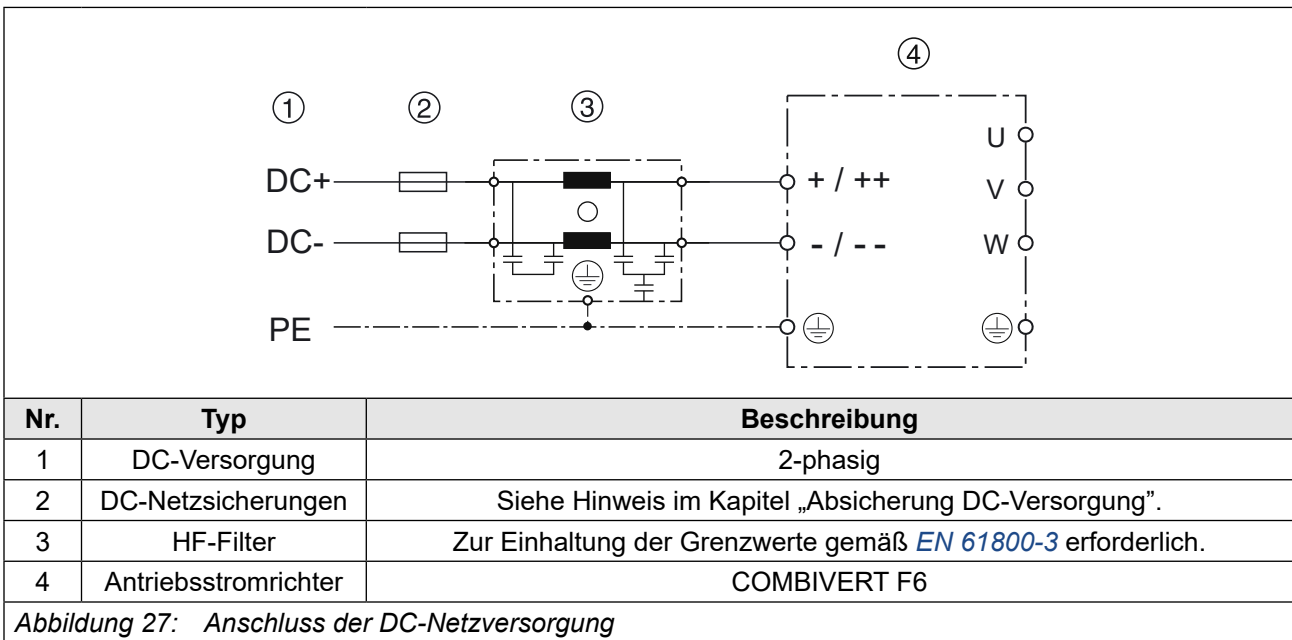 ④
① ② ③
U
DC+ + / ++ V
DC- - / - - W
PE
Nr. Typ Beschreibung
1 DC-Versorgung 2-phasig
2 DC-Netzsicherungen Siehe Hinweis im Kapitel „Absicherung DC-Versorgung”.
3 HF-Filter Zur Einhaltung der Grenzwerte gemäß EN 61800-3 erforderlich.
4 Antriebsstromrichter COMBIVERT F6
Abbildung 27: Anschluss der DC-Netzversorgung